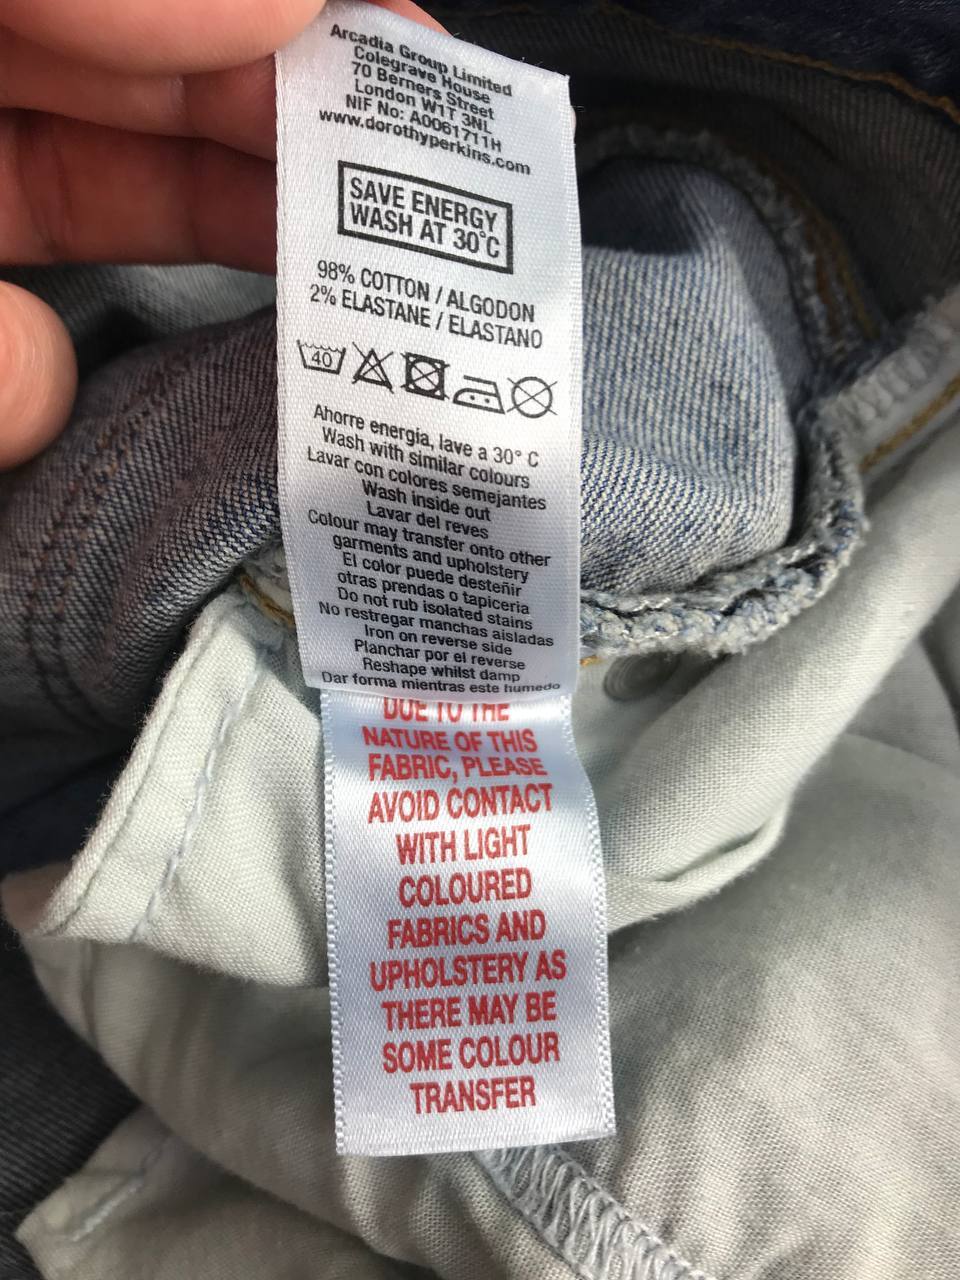 Arcadia Group Limited
Colegrave House
70 Berners Street
London W1T 3NL
NIF No: A0061711H
www.dorothyperkins.com
SAVE ENERGY
WASH AT 30°C
98% COTTON / ALGODON
2% ELASTANE / ELASTANO
40
Ahorre energia, lave a 30° C
Wash with similar colours
Lavar con colores semejantes
Wash inside out
Lavar del reves
Colour may transfer onto other
garments and upholstery
El color puede desteñir
otras prendas o tapiceria
Do not rub isolated stains
No restregar manchas aisladas
Iron on reverse side
Planchar por el reverse
Reshape whilst damp
Dar forma mientras este humedo
DUE TO THE
NATURE OF THIS
FABRIC, PLEASE
AVOID CONTACT
WITH LIGHT
COLOURED
FABRICS AND
UPHOLSTERY AS
THERE MAY BE
SOME COLOUR
TRANSFER